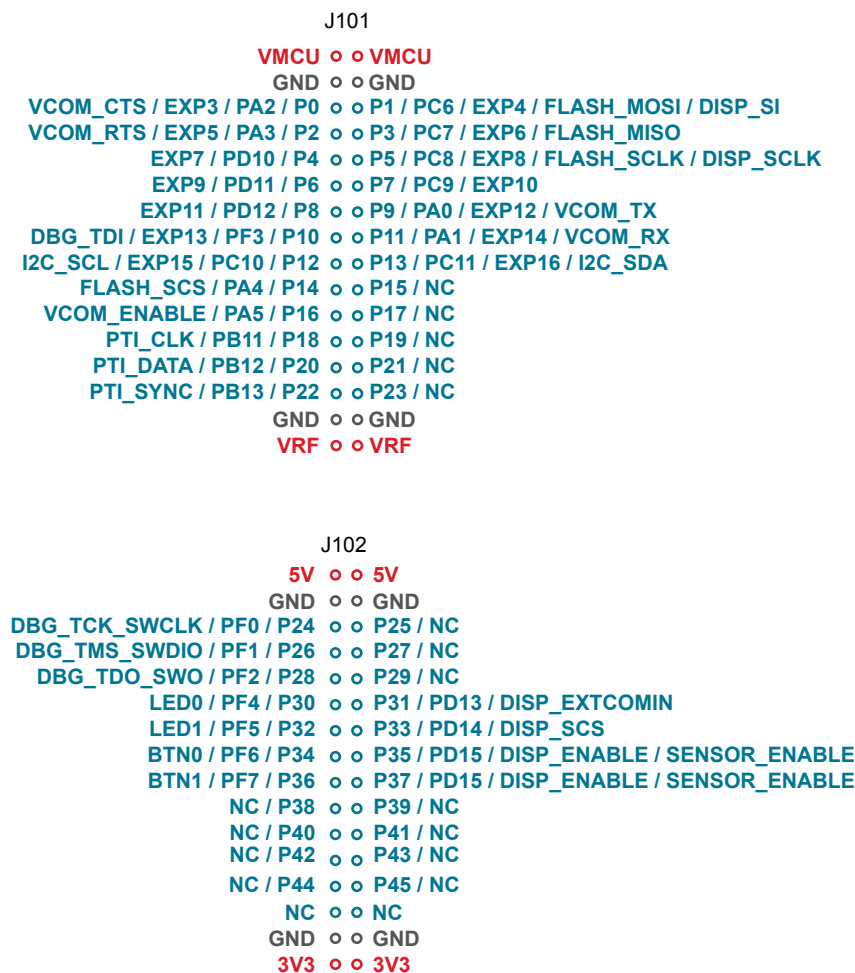 J101
VMCU VMCU
GND GND
VCOM_CTS / EXP3 / PA2 / P0 P1 / PC6 / EXP4 / FLASH_MOSI / DISP_SI
VCOM_RTS / EXP5 / PA3 / P2 P3 / PC7 / EXP6 / FLASH_MISO
EXP7 / PD10 / P4 P5 / PC8 / EXP8 / FLASH_SCLK / DISP_SCLK
EXP9 / PD11 / P6 P7 / PC9 / EXP10
EXP11 / PD12 / P8 P9 / PA0 / EXP12 / VCOM_TX
DBG_TDI / EXP13 / PF3 / P10 P11 / PA1 / EXP14 / VCOM_RX
I2C_SCL / EXP15 / PC10 / P12 P13 / PC11 / EXP16 / I2C_SDA
FLASH_SCS / PA4 / P14 P15 / NC
VCOM_ENABLE / PA5 / P16 P17 / NC
PTI_CLK / PB11 / P18 P19 / NC
PTI_DATA / PB12 / P20 P21 / NC
PTI_SYNC / PB13 / P22 P23 / NC
GND GND
VRF VRF
J102
5V 5V
GND GND
DBG_TCK_SWCLK / PF0 / P24 P25 / NC
DBG_TMS_SWDIO / PF1 / P26 P27 / NC
DBG_TDO_SWO / PF2 / P28 P29 / NC
LED0 / PF4 / P30 P31 / PD13 / DISP_EXTCOMIN
LED1 / PF5 / P32 P33 / PD14 / DISP_SCS
BTN0 / PF6 / P34 P35 / PD15 / DISP_ENABLE / SENSOR_ENABLE
BTN1 / PF7 / P36 P37 / PD15 / DISP_ENABLE / SENSOR_ENABLE
NC / P38 P39 / NC
NC / P40 P41 / NC
NC / P42 P43 / NC
NC / P44 P45 / NC
NC NC
GND GND
3V3 3V3